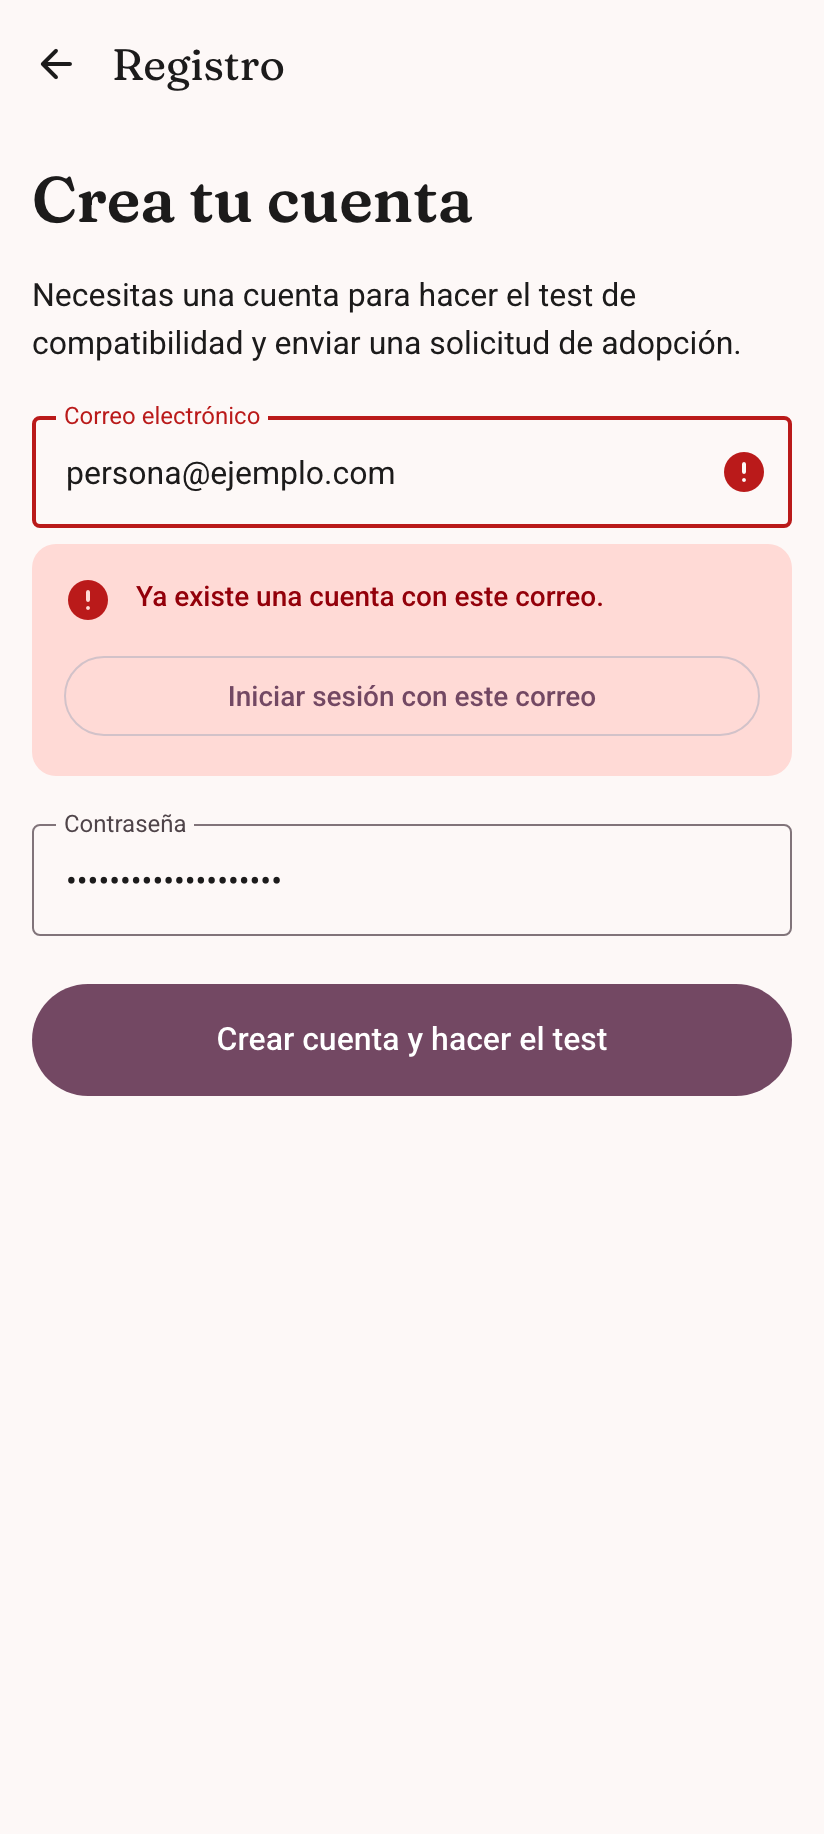 Registro
Crea tu cuenta
Necesitas una cuenta para hacer el test de
compatibilidad y enviar una solicitud de adopción.
Correo electrónico
persona@ejemplo.com
Ya existe una cuenta con este correo.
Iniciar sesión con este correo
Contraseña
••••••••••••••••••••
Crear cuenta y hacer el test